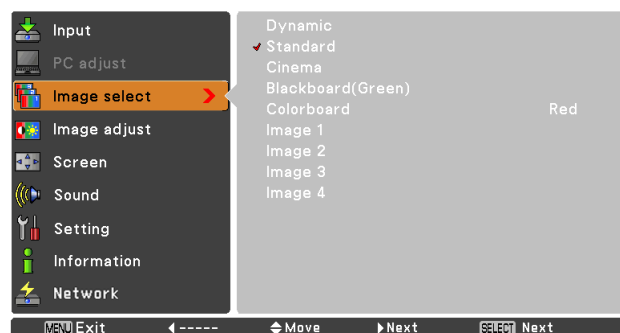 Input
PC adjust
Image select
Image adjust
Screen
Sound
Setting
Information
Network
Dynamic
Standard
Cinema
Blackboard(Green)
Colorboard Red
Image 1
Image 2
Image 3
Image 4
MENU Exit ----- Move Next SELECT Next